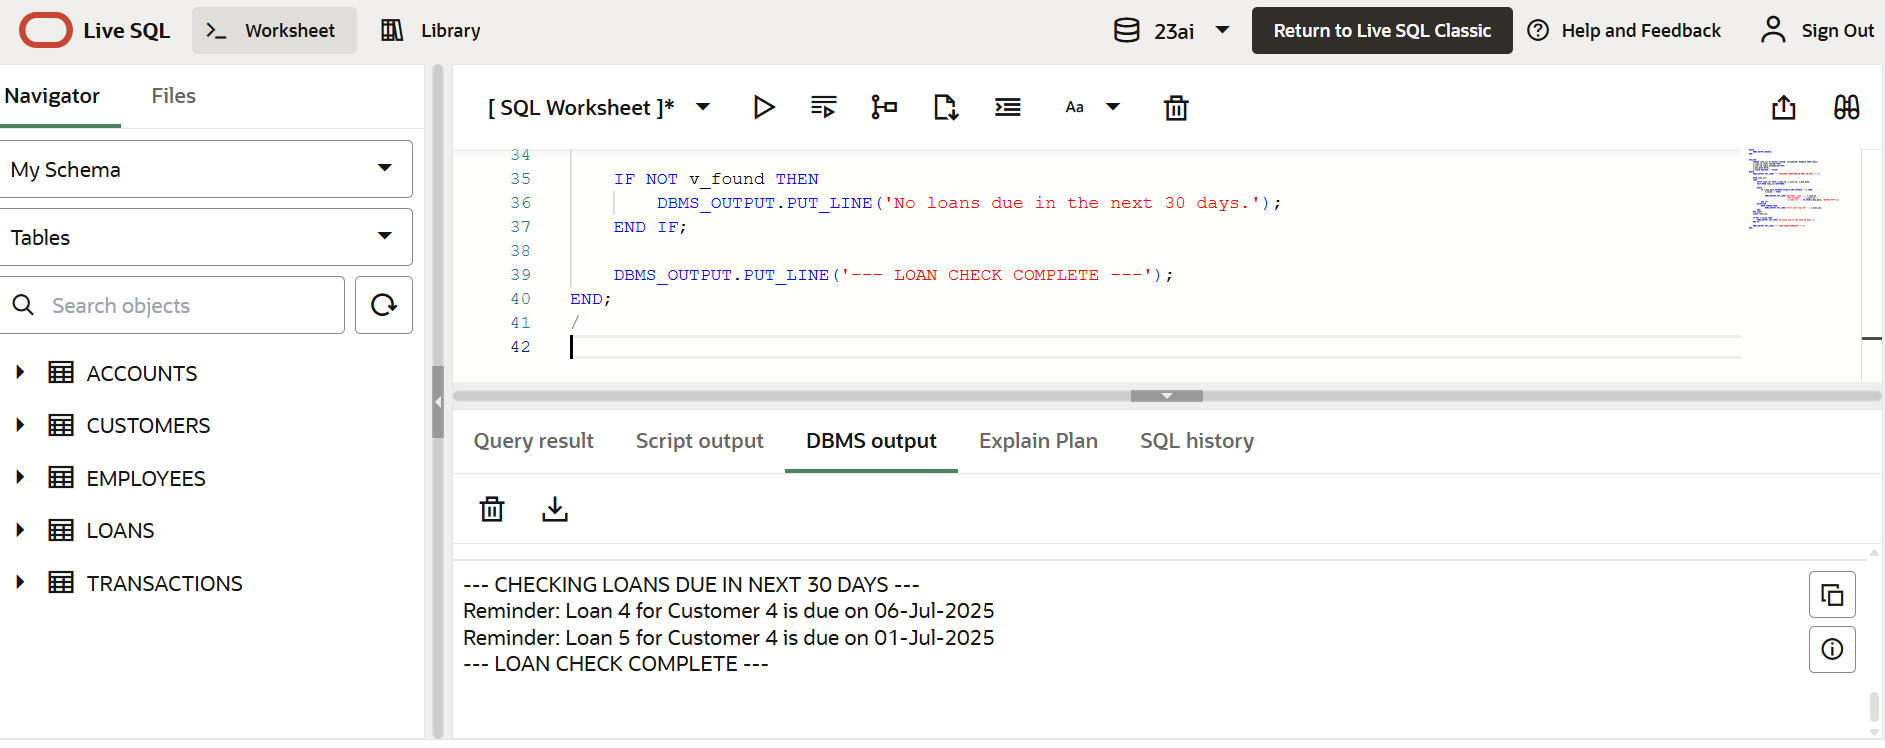 Live SQL
Worksheet
Library
23ai
Return to Live SQL Classic
Help and Feedback
Sign Out
Navigator
Files
My Schema
Tables
Search objects
ACCOUNTS
CUSTOMERS
EMPLOYEES
LOANS
TRANSACTIONS
[ SQL Worksheet ]*
Aa
34
35 IF NOT v_found THEN
36 DBMS_OUTPUT.PUT_LINE('No loans due in the next 30 days.');
37 END IF;
38
39 DBMS_OUTPUT.PUT_LINE('--- LOAN CHECK COMPLETE ---');
40 END;
41 /
42
Query result
Script output
DBMS output
Explain Plan
SQL history
--- CHECKING LOANS DUE IN NEXT 30 DAYS ---
Reminder: Loan 4 for Customer 4 is due on 06-Jul-2025
Reminder: Loan 5 for Customer 4 is due on 01-Jul-2025
--- LOAN CHECK COMPLETE ---